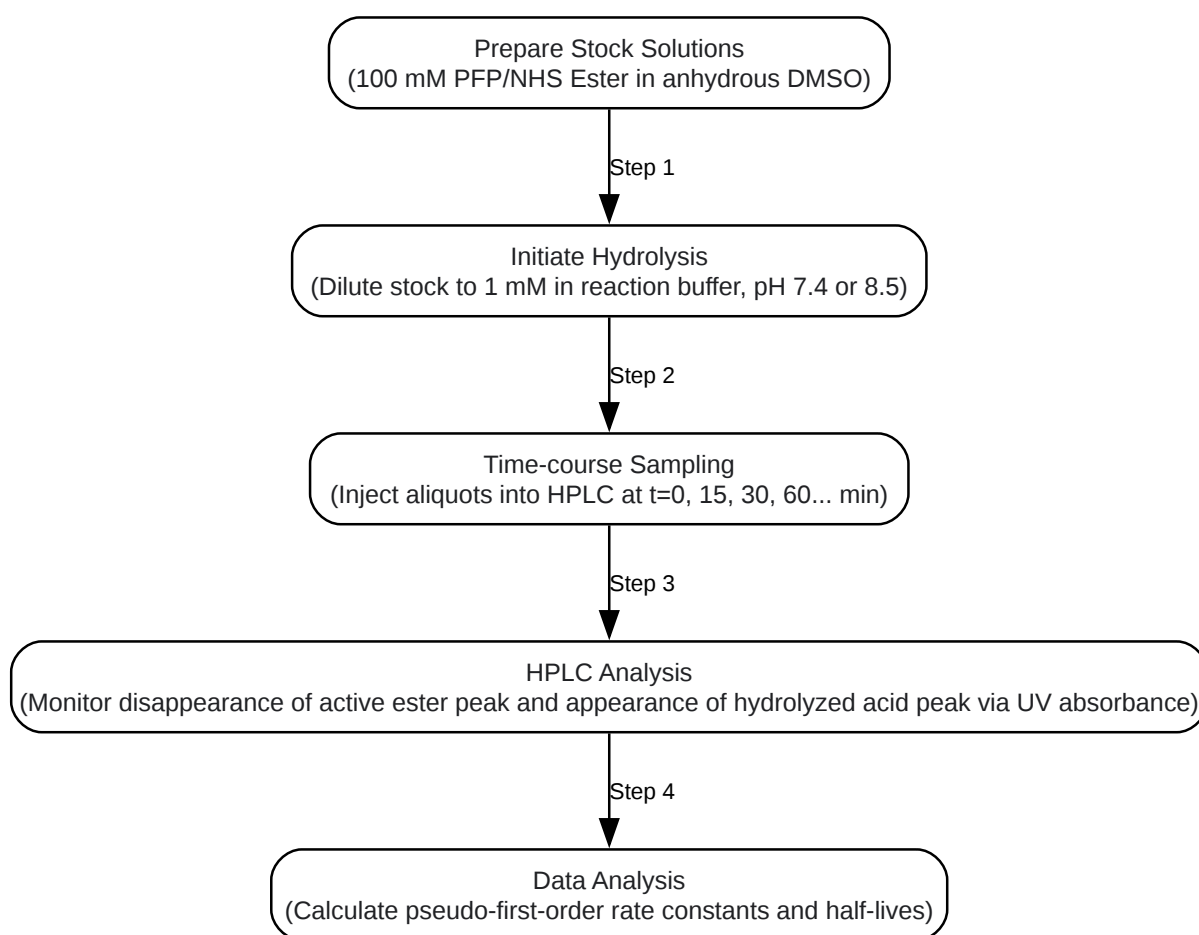 Prepare Stock Solutions
(100 mM PFP/NHS Ester in anhydrous DMSO)
Step 1
Initiate Hydrolysis
(Dilute stock to 1 mM in reaction buffer, pH 7.4 or 8.5)
Step 2
Time-course Sampling
(Inject aliquots into HPLC at t=0, 15, 30, 60... min)
Step 3
HPLC Analysis
(Monitor disappearance of active ester peak and appearance of hydrolyzed acid peak via UV absorbance)
Step 4
Data Analysis
(Calculate pseudo-first-order rate constants and half-lives)